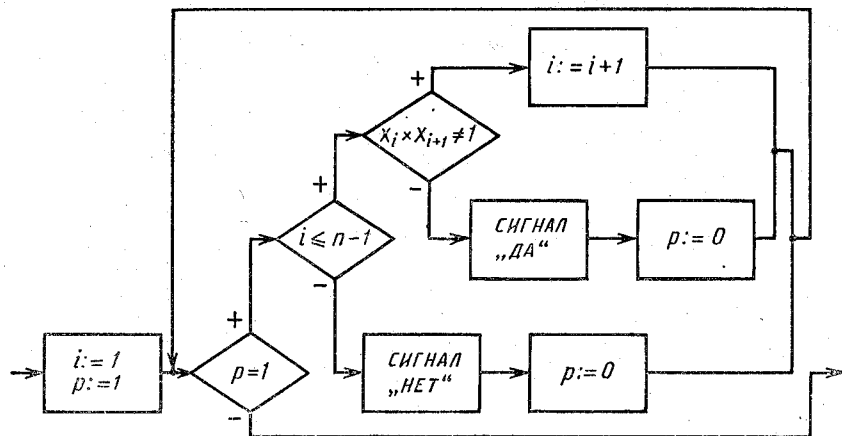 i:=i+1
+
x_i × x_{i+1} ≠ 1
+
−
СИГНАЛ
„ДА“
p:=0
i ≤ n−1
−
+
i:=1
p:=1
p=1
СИГНАЛ
„НЕТ“
p:=0
−